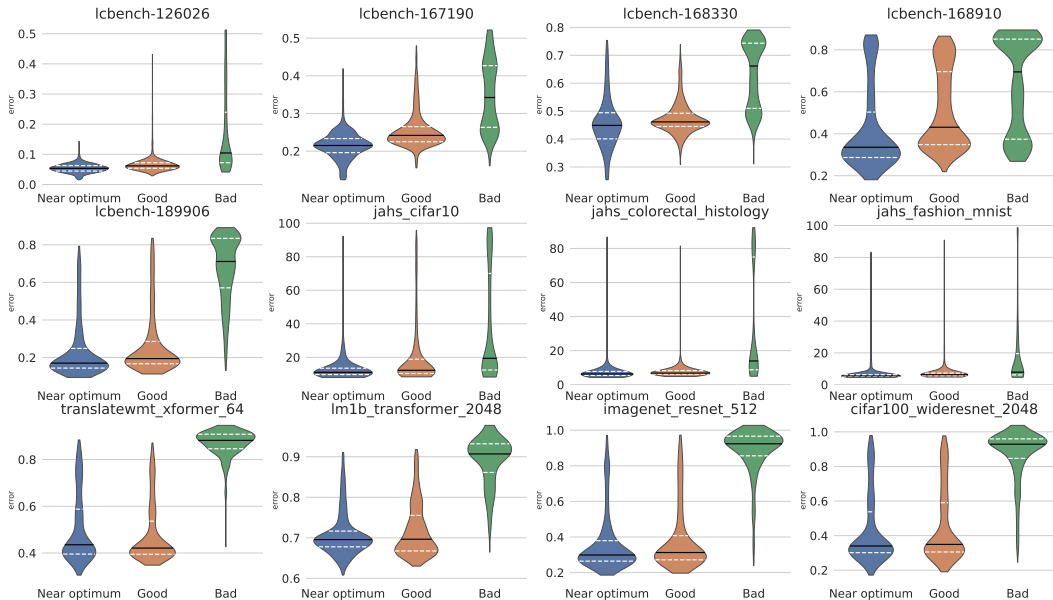 lcbench-126026
error
0.5
0.4
0.3
0.2
0.1
0.0
Near optimum Good Bad
lcbench-167190
error
0.5
0.4
0.3
0.2
Near optimum Good Bad
lcbench-168330
error
0.8
0.7
0.6
0.5
0.4
0.3
Near optimum Good Bad
lcbench-168910
error
0.8
0.6
0.4
0.2
Near optimum Good Bad
lcbench-189906
error
0.8
0.6
0.4
0.2
Near optimum Good Bad
jahs_cifar10
error
100
80
60
40
20
0
Near optimum Good Bad
jahs_colorectal_histology
error
80
60
40
20
0
Near optimum Good Bad
jahs_fashion_mnist
error
100
80
60
40
20
0
Near optimum Good Bad
translatewmt_xformer_64
error
0.8
0.6
0.4
Near optimum Good Bad
lm1b_transformer_2048
error
0.9
0.8
0.7
0.6
Near optimum Good Bad
imagenet_resnet_512
error
1.0
0.8
0.6
0.4
0.2
Near optimum Good Bad
cifar100_wideresnet_2048
error
1.0
0.8
0.6
0.4
0.2
Near optimum Good Bad